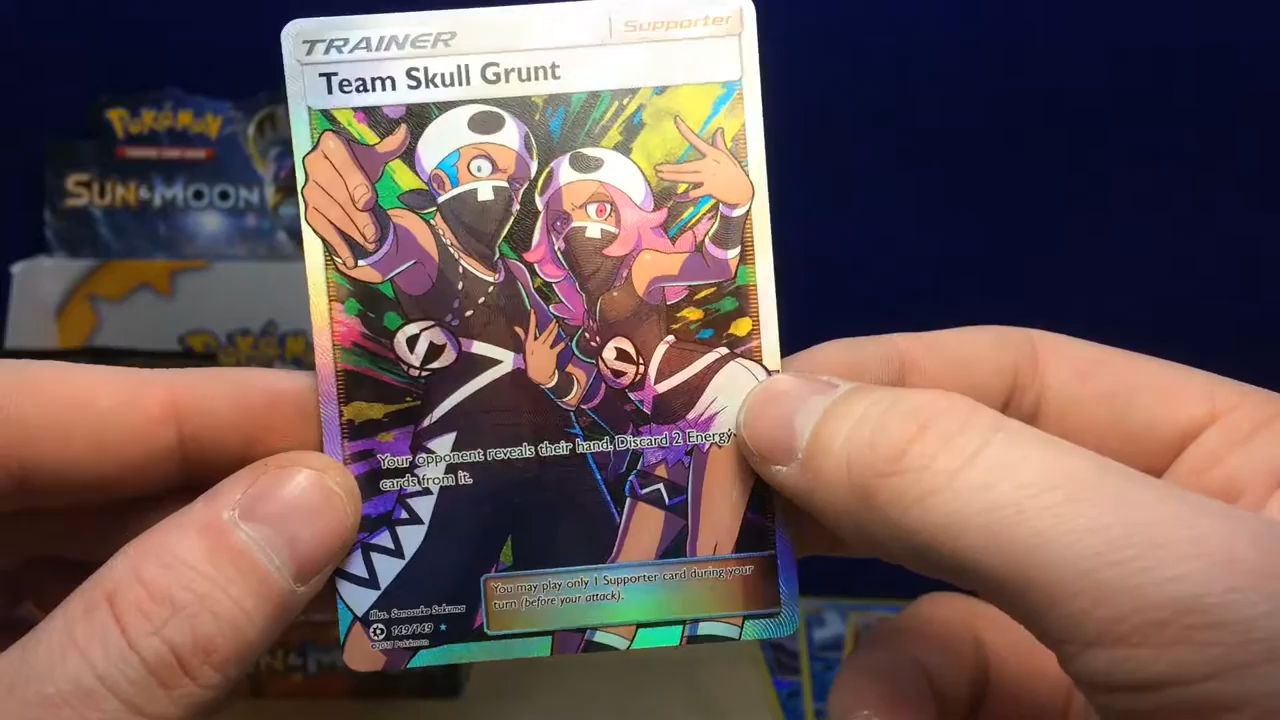 TRAINER
Supporter
Team Skull Grunt
POKéMON
SUN & MOON
POKéM
Your opponent reveals their hand. Discard 2 Energy
cards from it.
You may play only 1 Supporter card during your
turn (before your attack).
Illus. Sanosuke Sakuma
149/149
©2017 Pokémon
N & M